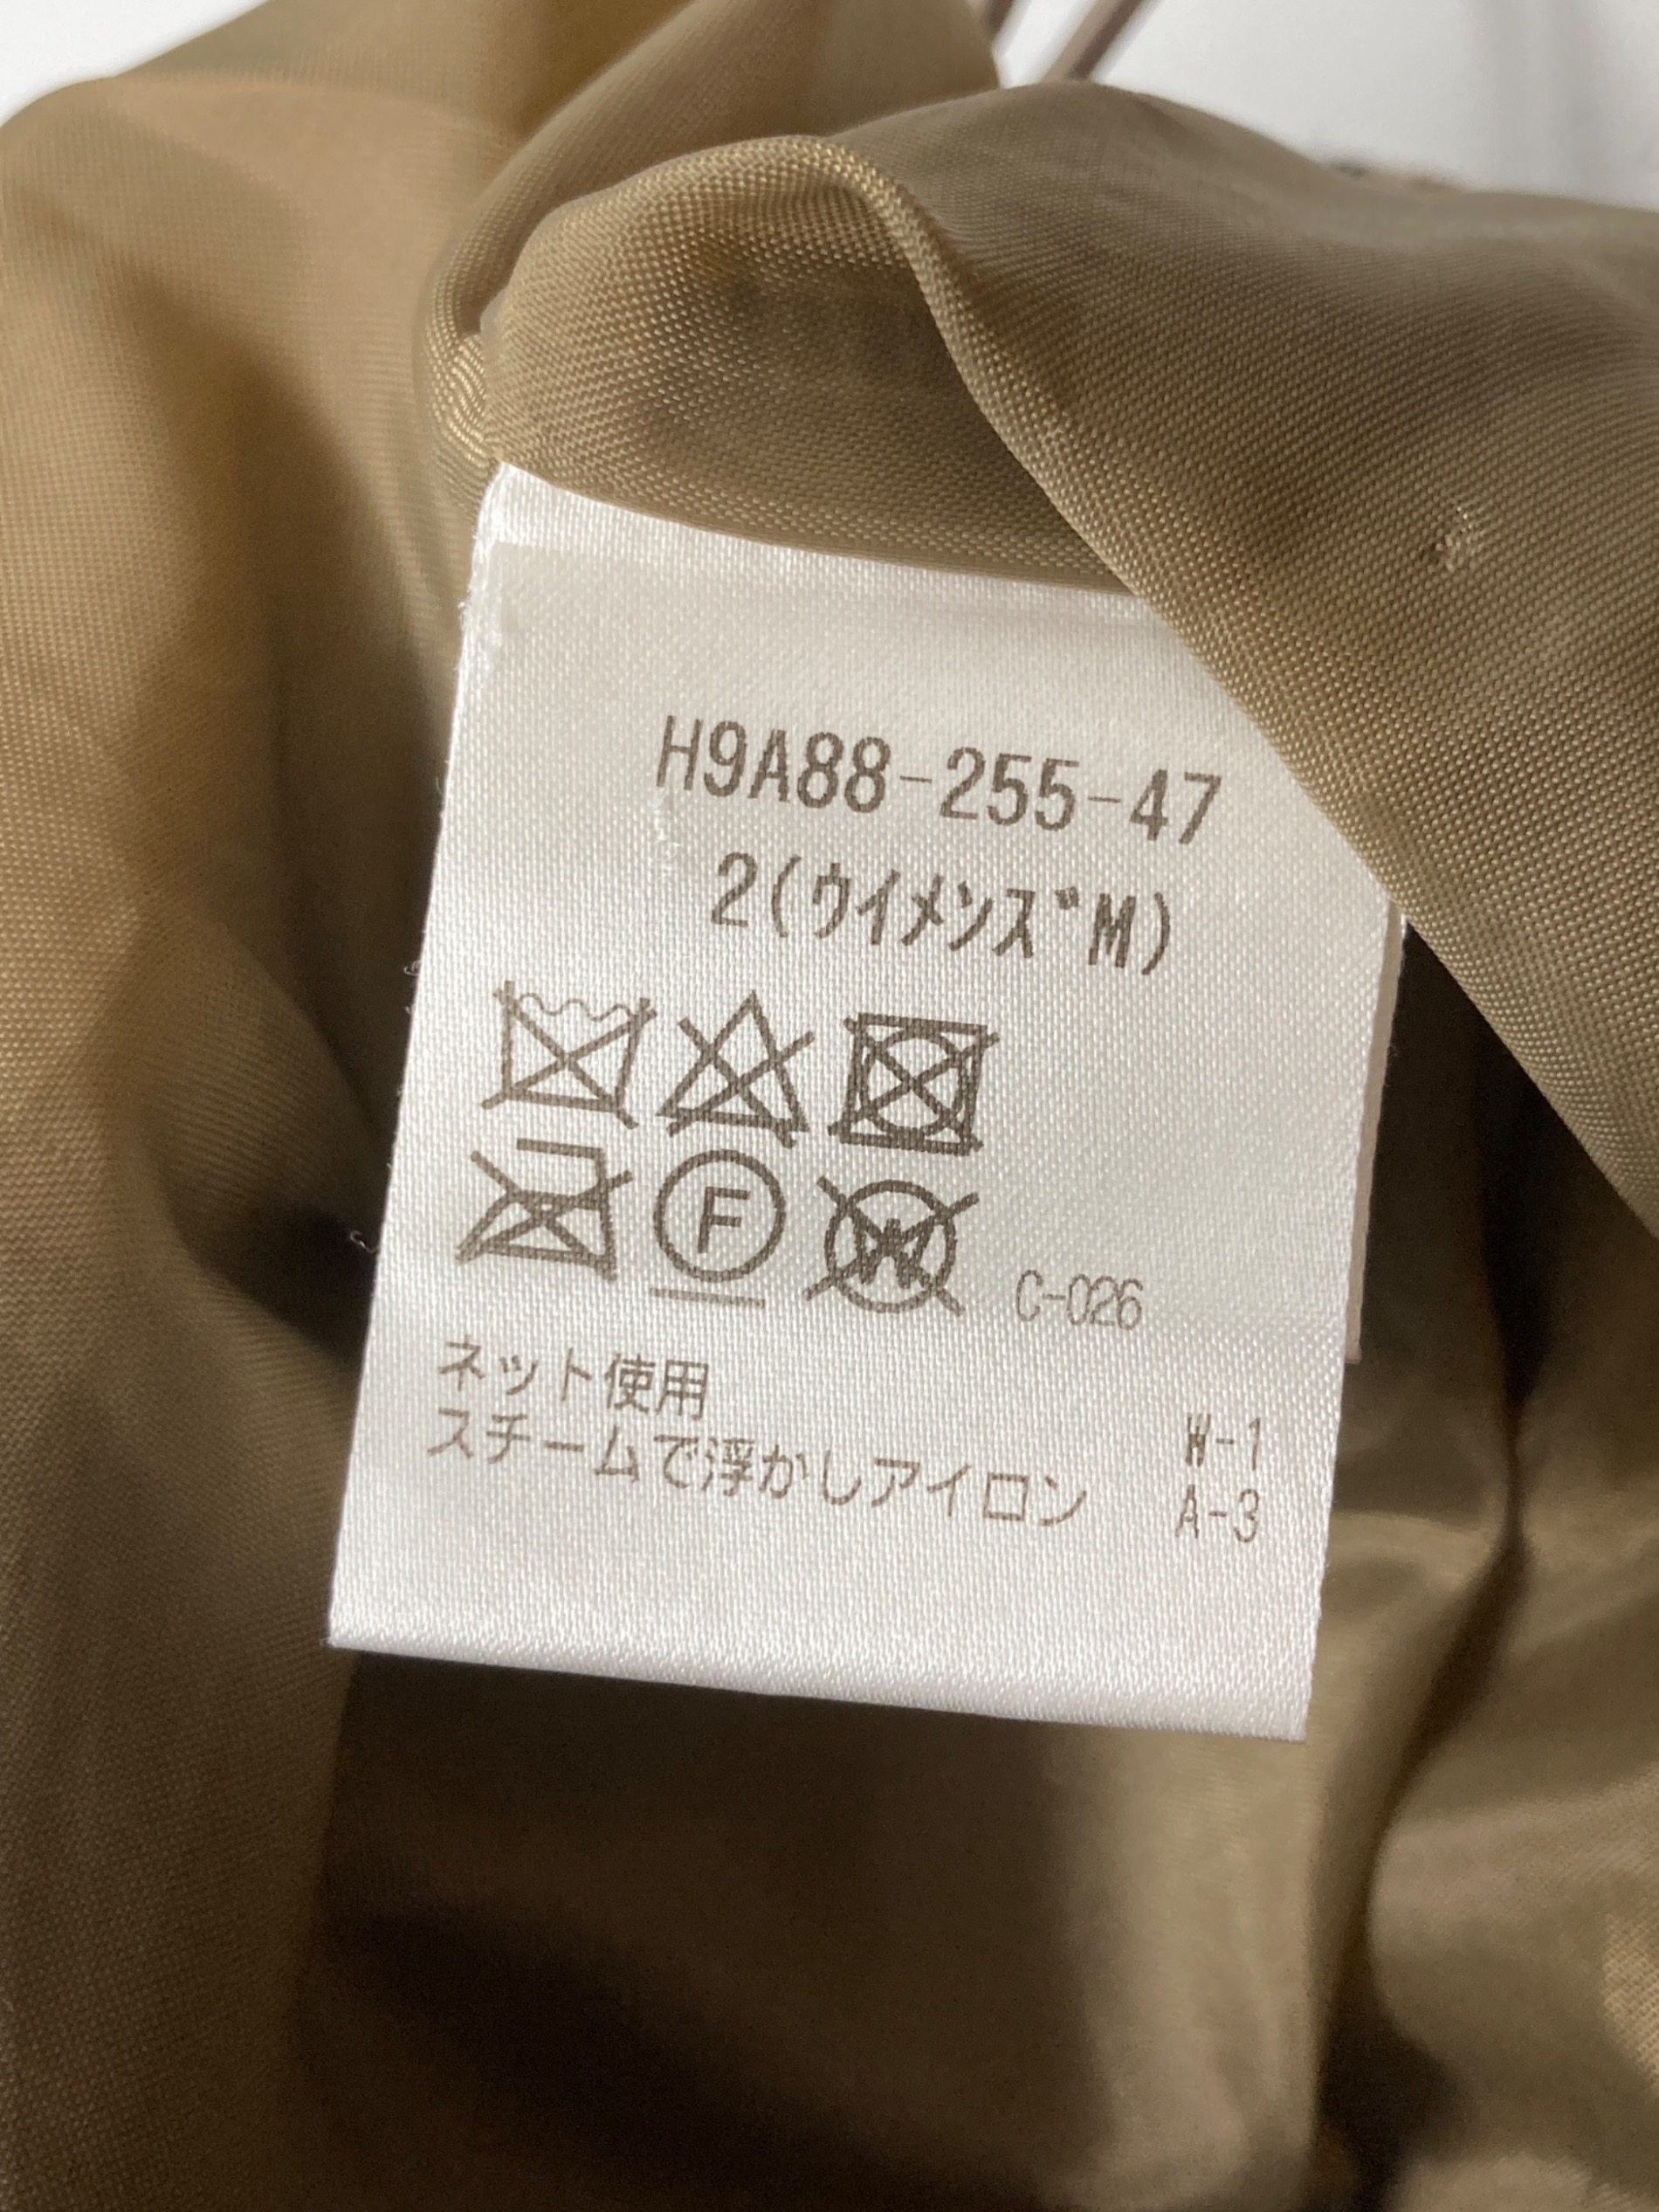 H9A88-255-47
2(ｳｲﾒﾝｽﾞM)
F W C-026
ネット使用
スチームで浮かしアイロン
W-1
A-3